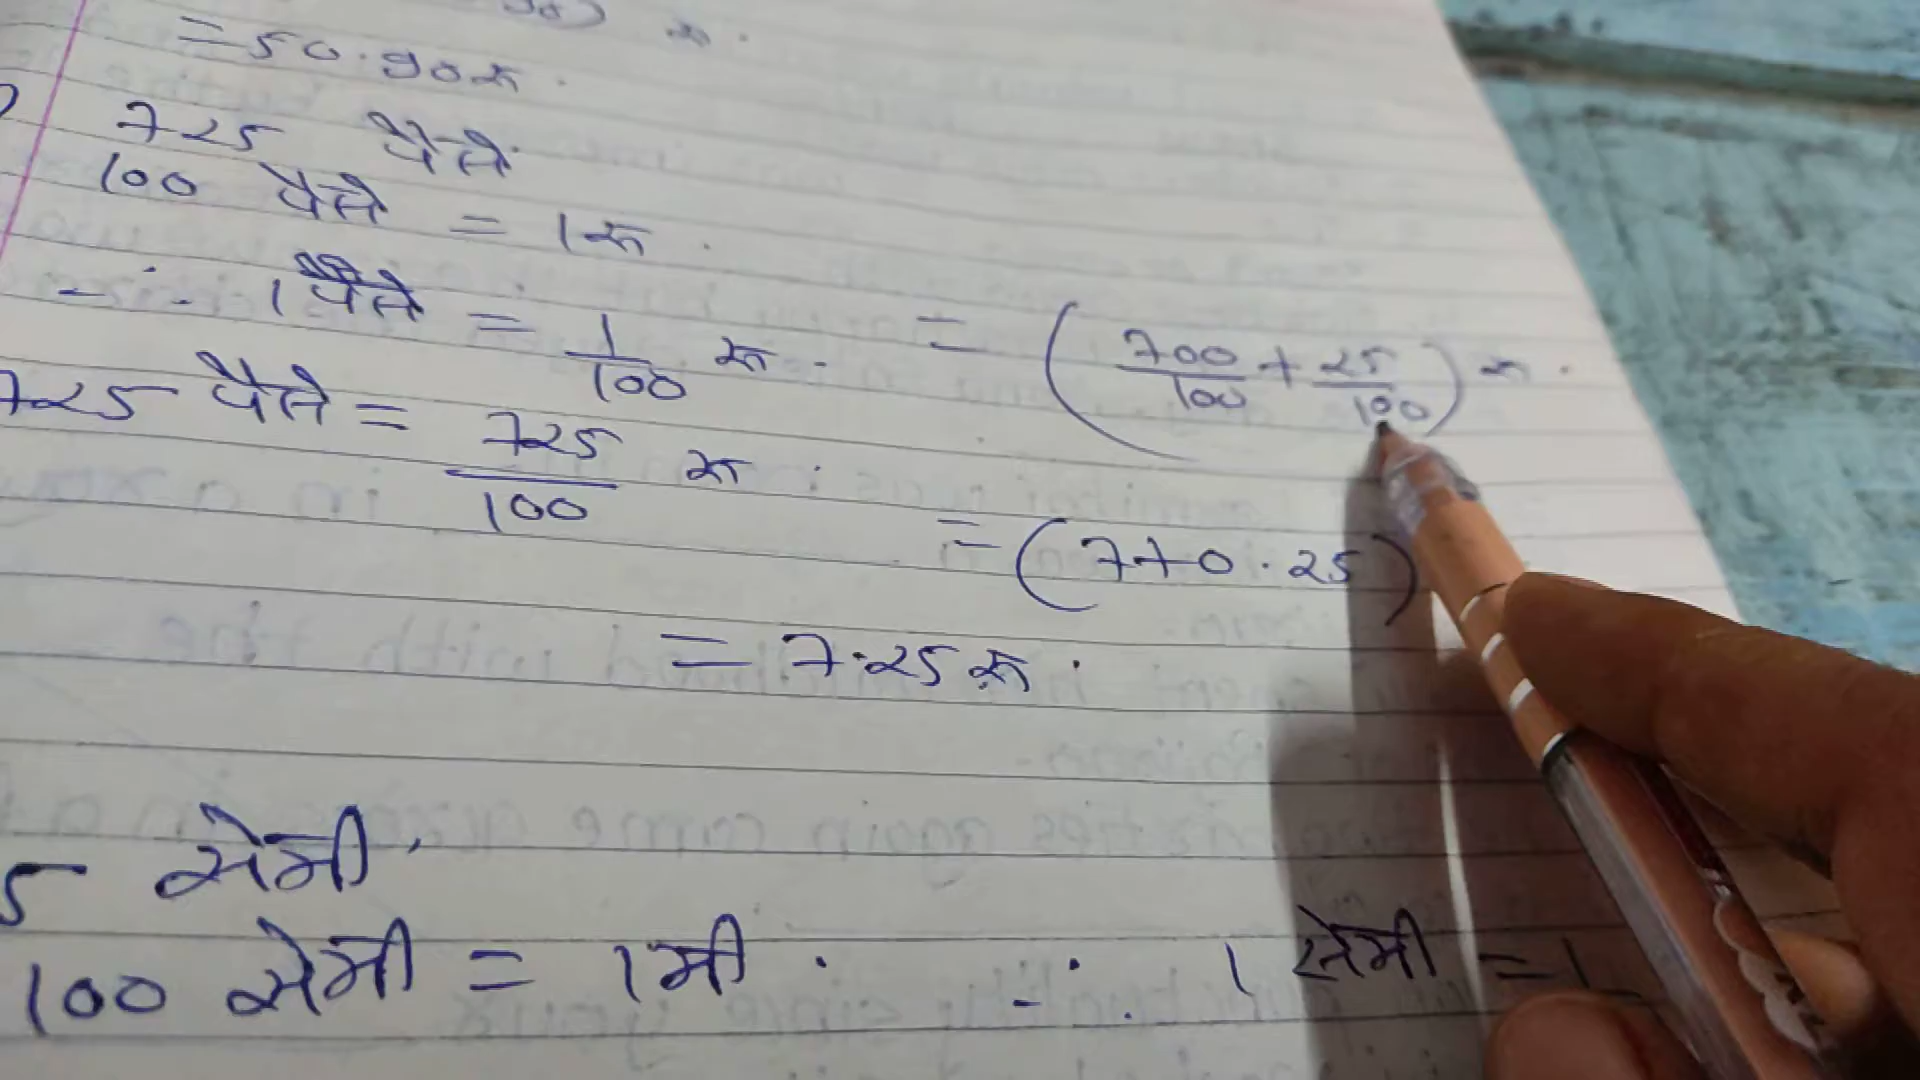 = 50.90 रू.
725 पैसे
100 पैसे = 1 रू.
∴ 1 पैसे = 1/100 रू.
725 पैसे = 725/100 रू.
= (700/100 + 25/100) रू.
= (7+0.25)
= 7.25 रू.
5 सेमी
100 सेमी = 1 मी. ∴ 1 सेमी = 1